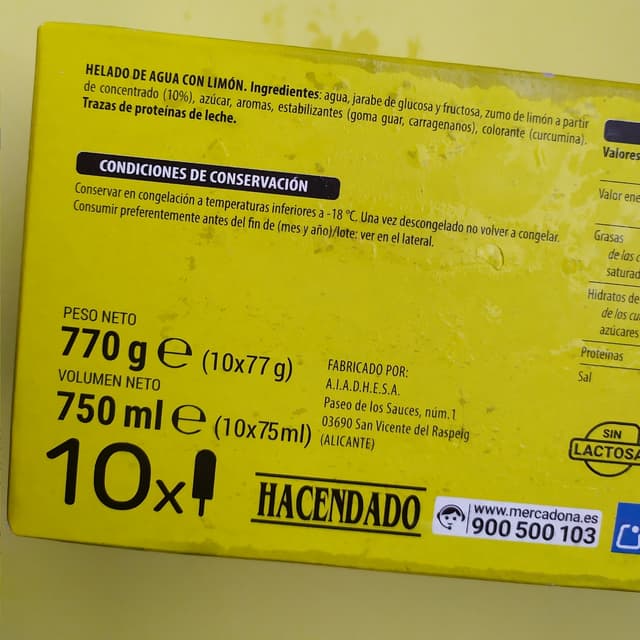 HELADO DE AGUA CON LIMÓN. Ingredientes: agua, jarabe de glucosa y fructosa, zumo de limón a partir
de concentrado (10%), azúcar, aromas, estabilizantes (goma guar, carragenanos), colorante (curcumina).
Trazas de proteínas de leche.
CONDICIONES DE CONSERVACIÓN
Conservar en congelación a temperaturas inferiores a -18 ºC. Una vez descongelado no volver a congelar.
Consumir preferentemente antes del fin de (mes y año)/lote: ver en el lateral.
PESO NETO
770 g ℮ (10x77 g)
VOLUMEN NETO
750 ml ℮ (10x75ml)
10x
FABRICADO POR:
A.I.A.D.H.E.S.A.
Paseo de los Sauces, núm.1
03690 San Vicente del Raspeig
(ALICANTE)
HACENDADO
www.mercadona.es
900 500 103
Valores
Valor ene
Grasas
de las
saturad
Hidratos de
de los cu
azúcares
Proteínas
Sal
SIN
LACTOSA